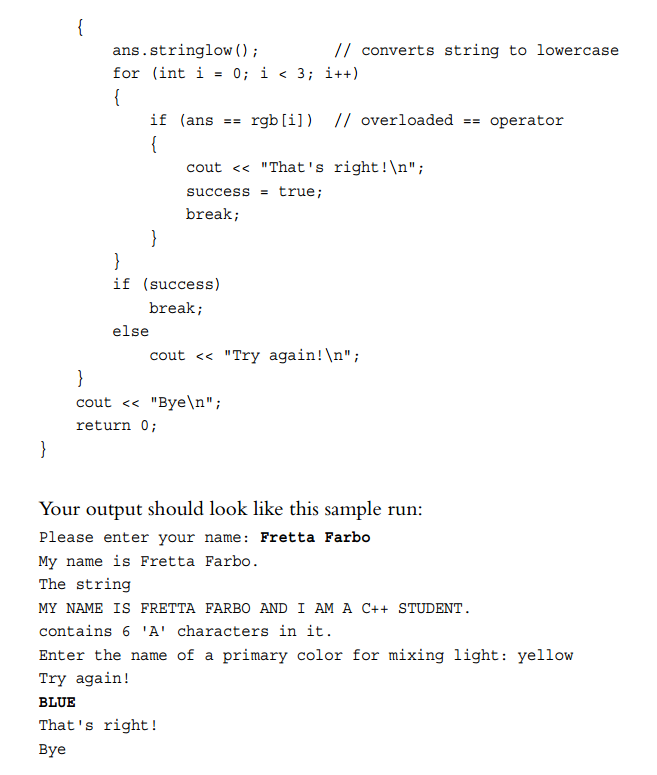 {
ans.stringlow(); // converts string to lowercase
for (int i = 0; i < 3; i++)
{
if (ans == rgb[i]) // overloaded == operator
{
cout << "That's right!\n";
success = true;
break;
}
}
if (success)
break;
else
cout << "Try again!\n";
}
cout << "Bye\n";
return 0;
}
Your output should look like this sample run:
Please enter your name: Fretta Farbo
My name is Fretta Farbo.
The string
MY NAME IS FRETTA FARBO AND I AM A C++ STUDENT.
contains 6 'A' characters in it.
Enter the name of a primary color for mixing light: yellow
Try again!
BLUE
That's right!
Bye